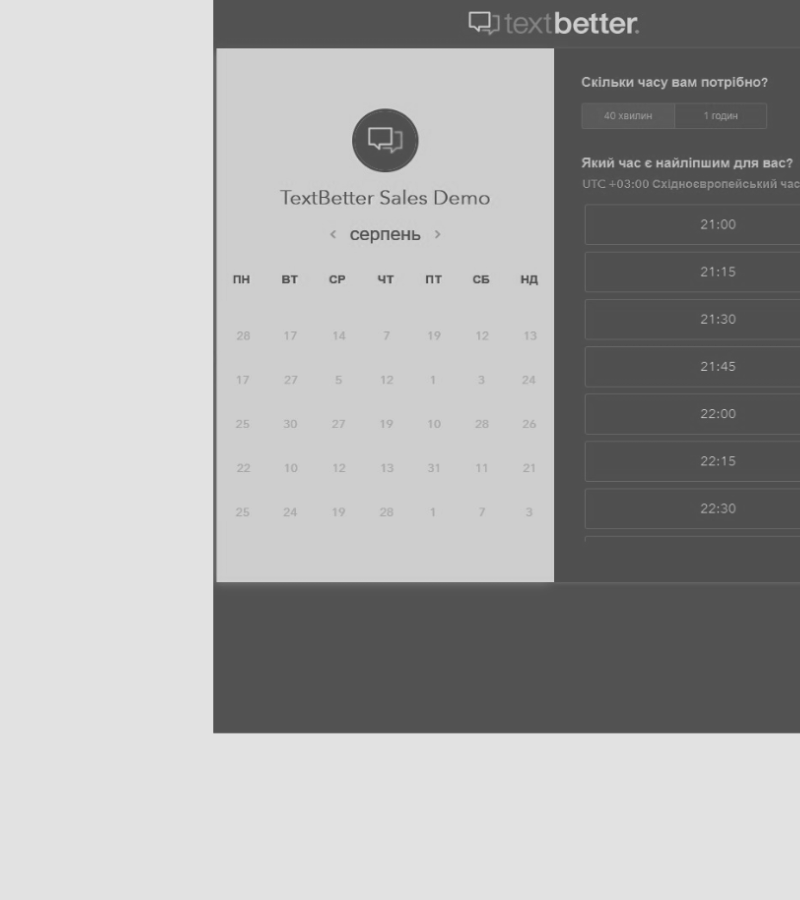 textbetter.
TextBetter Sales Demo
‹ серпень ›
ПН ВТ СР ЧТ ПТ СБ НД
28 17 14 7 19 12 13
17 27 5 12 1 3 24
25 30 27 19 10 28 26
22 10 12 13 31 11 21
25 24 19 28 1 7 3
Скільки часу вам потрібно?
40 хвилин 1 годин
Який час є найліпшим для вас?
UTC +03:00 Східноєвропейський час
21:00
21:15
21:30
21:45
22:00
22:15
22:30